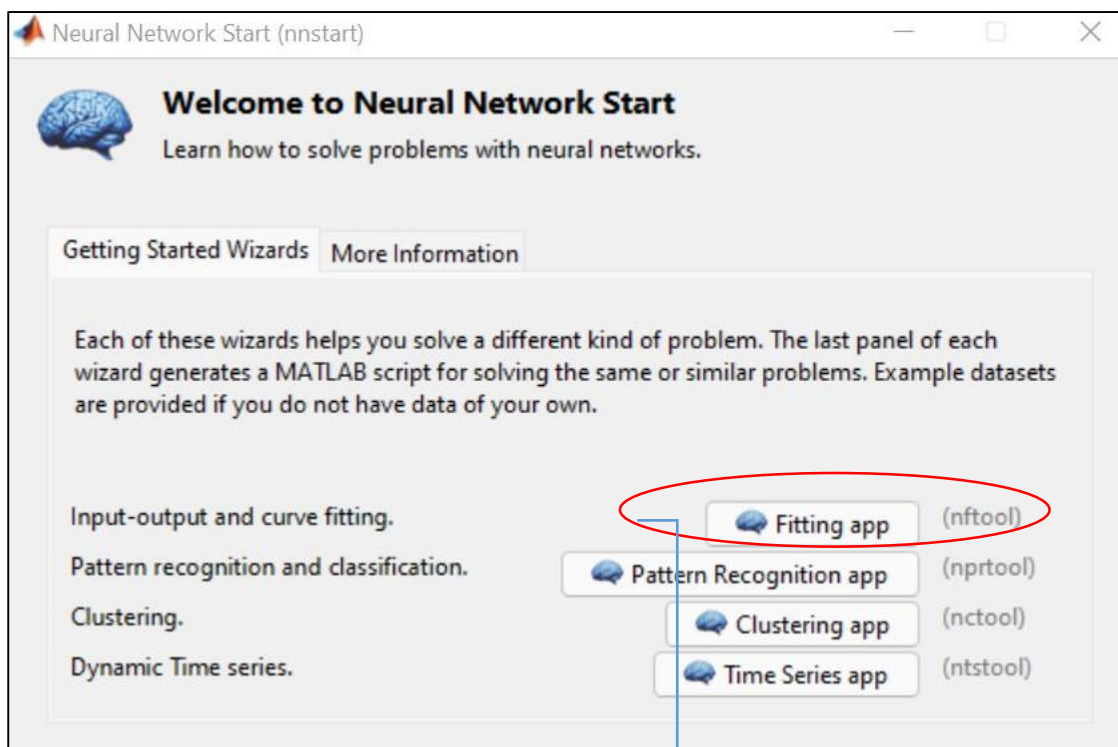 Neural Network Start (nnstart)
Welcome to Neural Network Start
Learn how to solve problems with neural networks.
Getting Started Wizards More Information
Each of these wizards helps you solve a different kind of problem. The last panel of each
wizard generates a MATLAB script for solving the same or similar problems. Example datasets
are provided if you do not have data of your own.
Input-output and curve fitting. Fitting app (nftool)
Pattern recognition and classification. Pattern Recognition app (nprtool)
Clustering. Clustering app (nctool)
Dynamic Time series. Time Series app (ntstool)